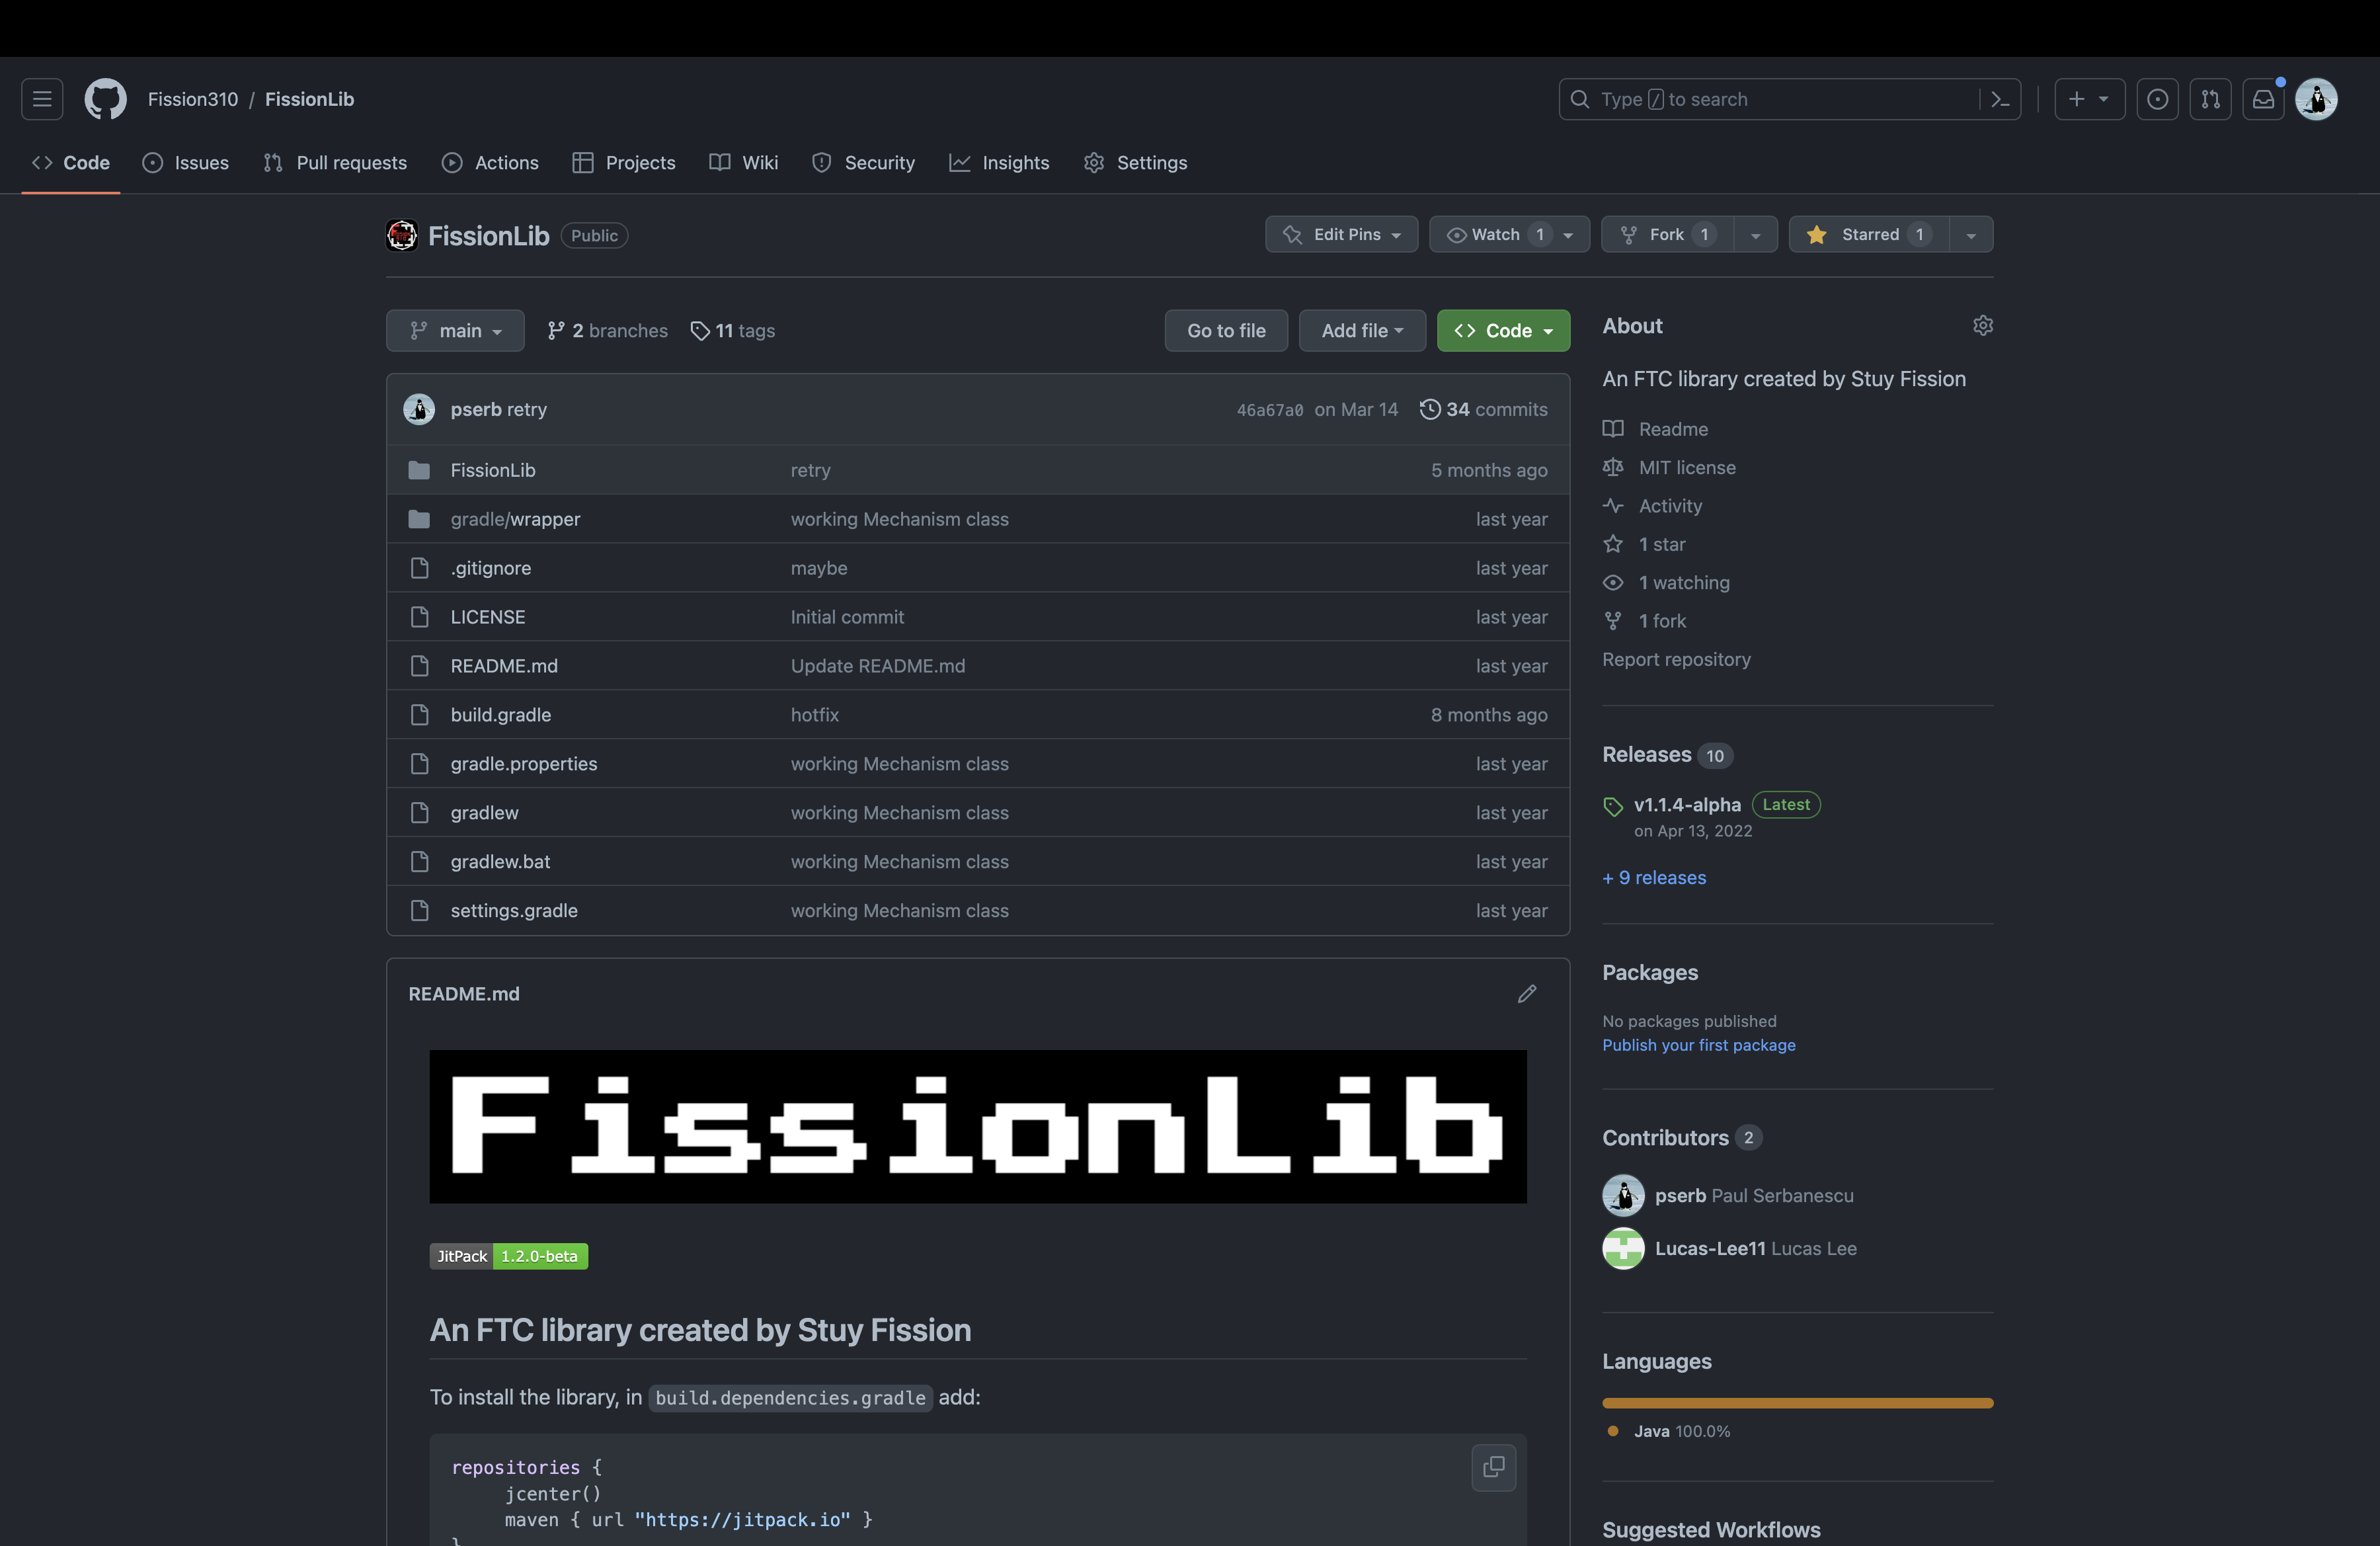 Fission310 / FissionLib
Type / to search
Code Issues Pull requests Actions Projects Wiki Security Insights Settings
FissionLib Public
Edit Pins Watch 1 Fork 1 Starred 1
main 2 branches 11 tags Go to file Add file Code
pserb retry 46a67a0 on Mar 14 34 commits
FissionLib retry 5 months ago
gradle/wrapper working Mechanism class last year
.gitignore maybe last year
LICENSE Initial commit last year
README.md Update README.md last year
build.gradle hotfix 8 months ago
gradle.properties working Mechanism class last year
gradlew working Mechanism class last year
gradlew.bat working Mechanism class last year
settings.gradle working Mechanism class last year
README.md
FissionLib
JitPack 1.2.0-beta
An FTC library created by Stuy Fission
To install the library, in build.dependencies.gradle add:
repositories {
jcenter()
maven { url "https://jitpack.io" }
}
About
An FTC library created by Stuy Fission
Readme
MIT license
Activity
1 star
1 watching
1 fork
Report repository
Releases 10
v1.1.4-alpha Latest
on Apr 13, 2022
+ 9 releases
Packages
No packages published
Publish your first package
Contributors 2
pserb Paul Serbanescu
Lucas-Lee11 Lucas Lee
Languages
Java 100.0%
Suggested Workflows